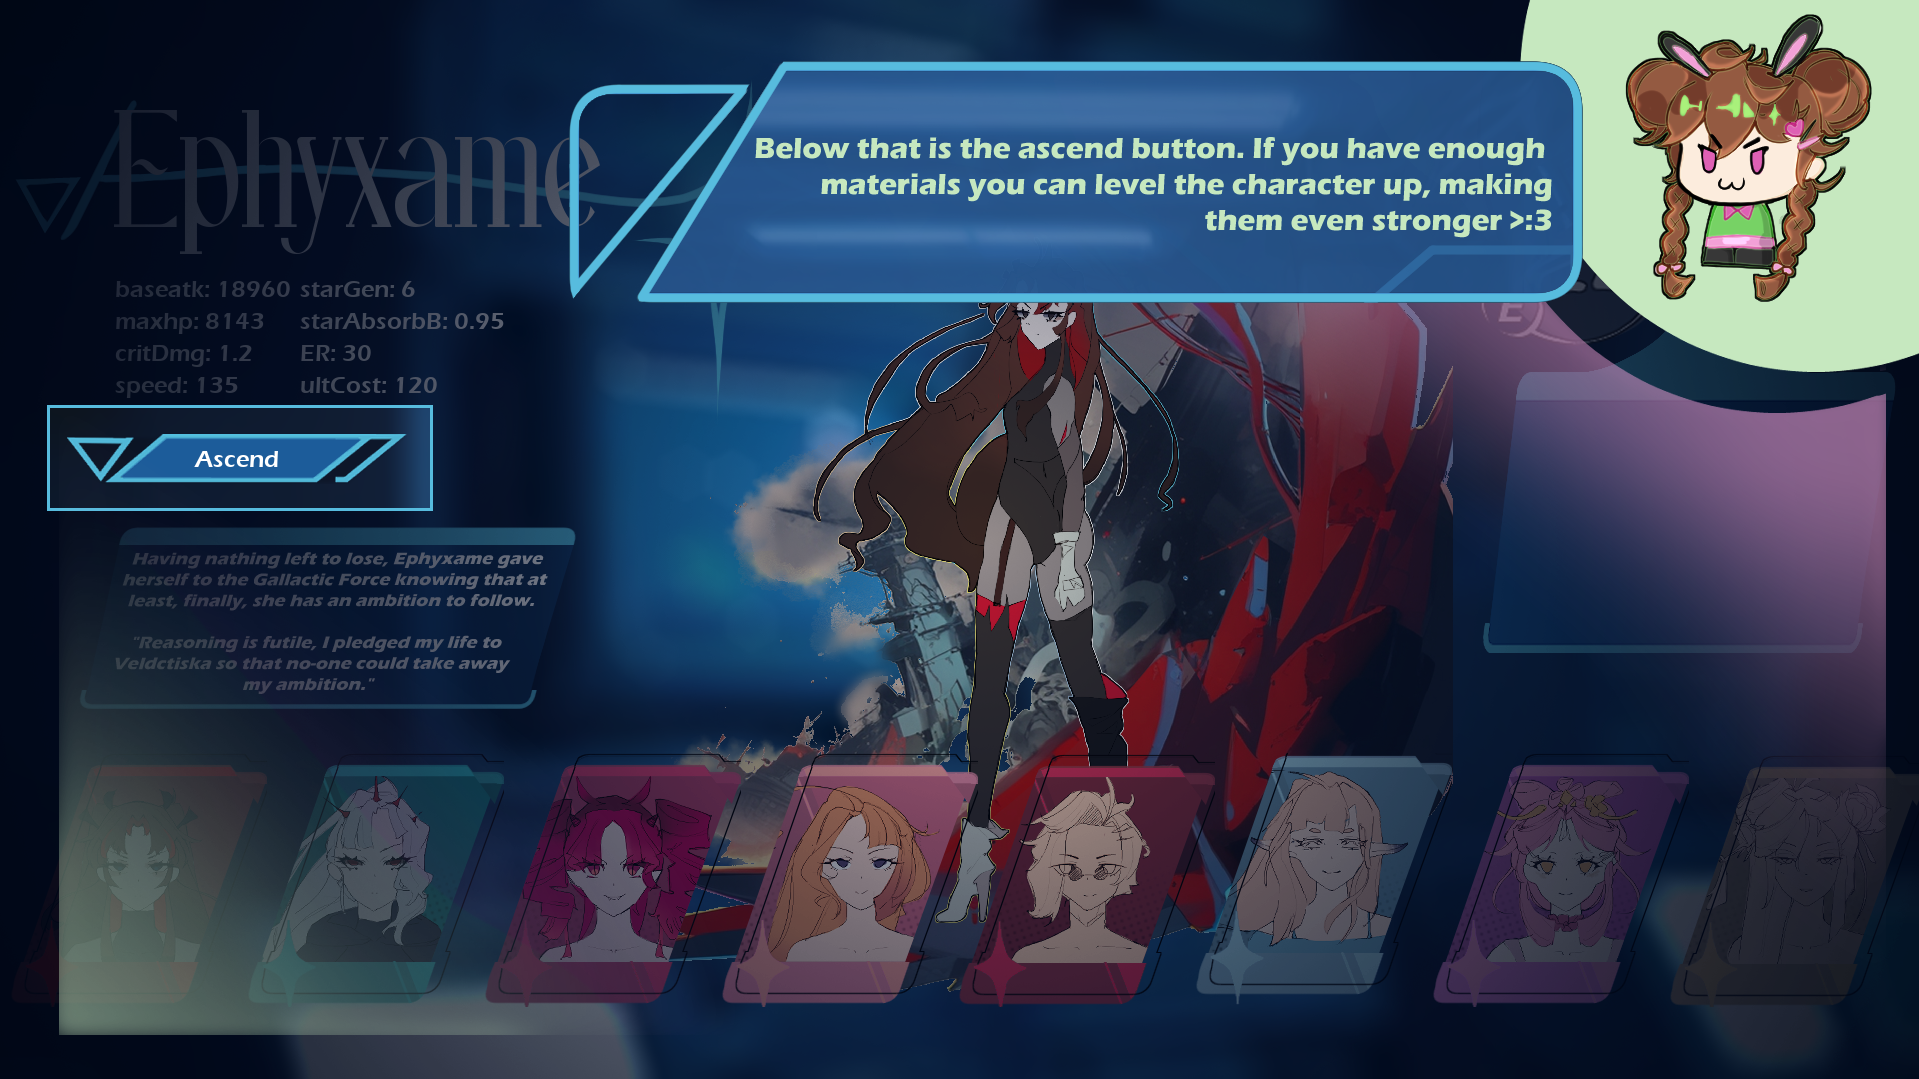 Ephyxame
Below that is the ascend button. If you have enough
materials you can level the character up, making
them even stronger >:3
baseatk: 18960 starGen: 6
maxhp: 8143 starAbsorbB: 0.95
critDmg: 1.2 ER: 30
speed: 135 ultCost: 120
Ascend
Having nathing left to lose, Ephyxame gave
herself to the Gallactic Force knowing that at
least, finally, she has an ambition to follow.
"Reasoning is futile, I pledged my life to
Veldctiska so that no-one could take away
my ambition."
E